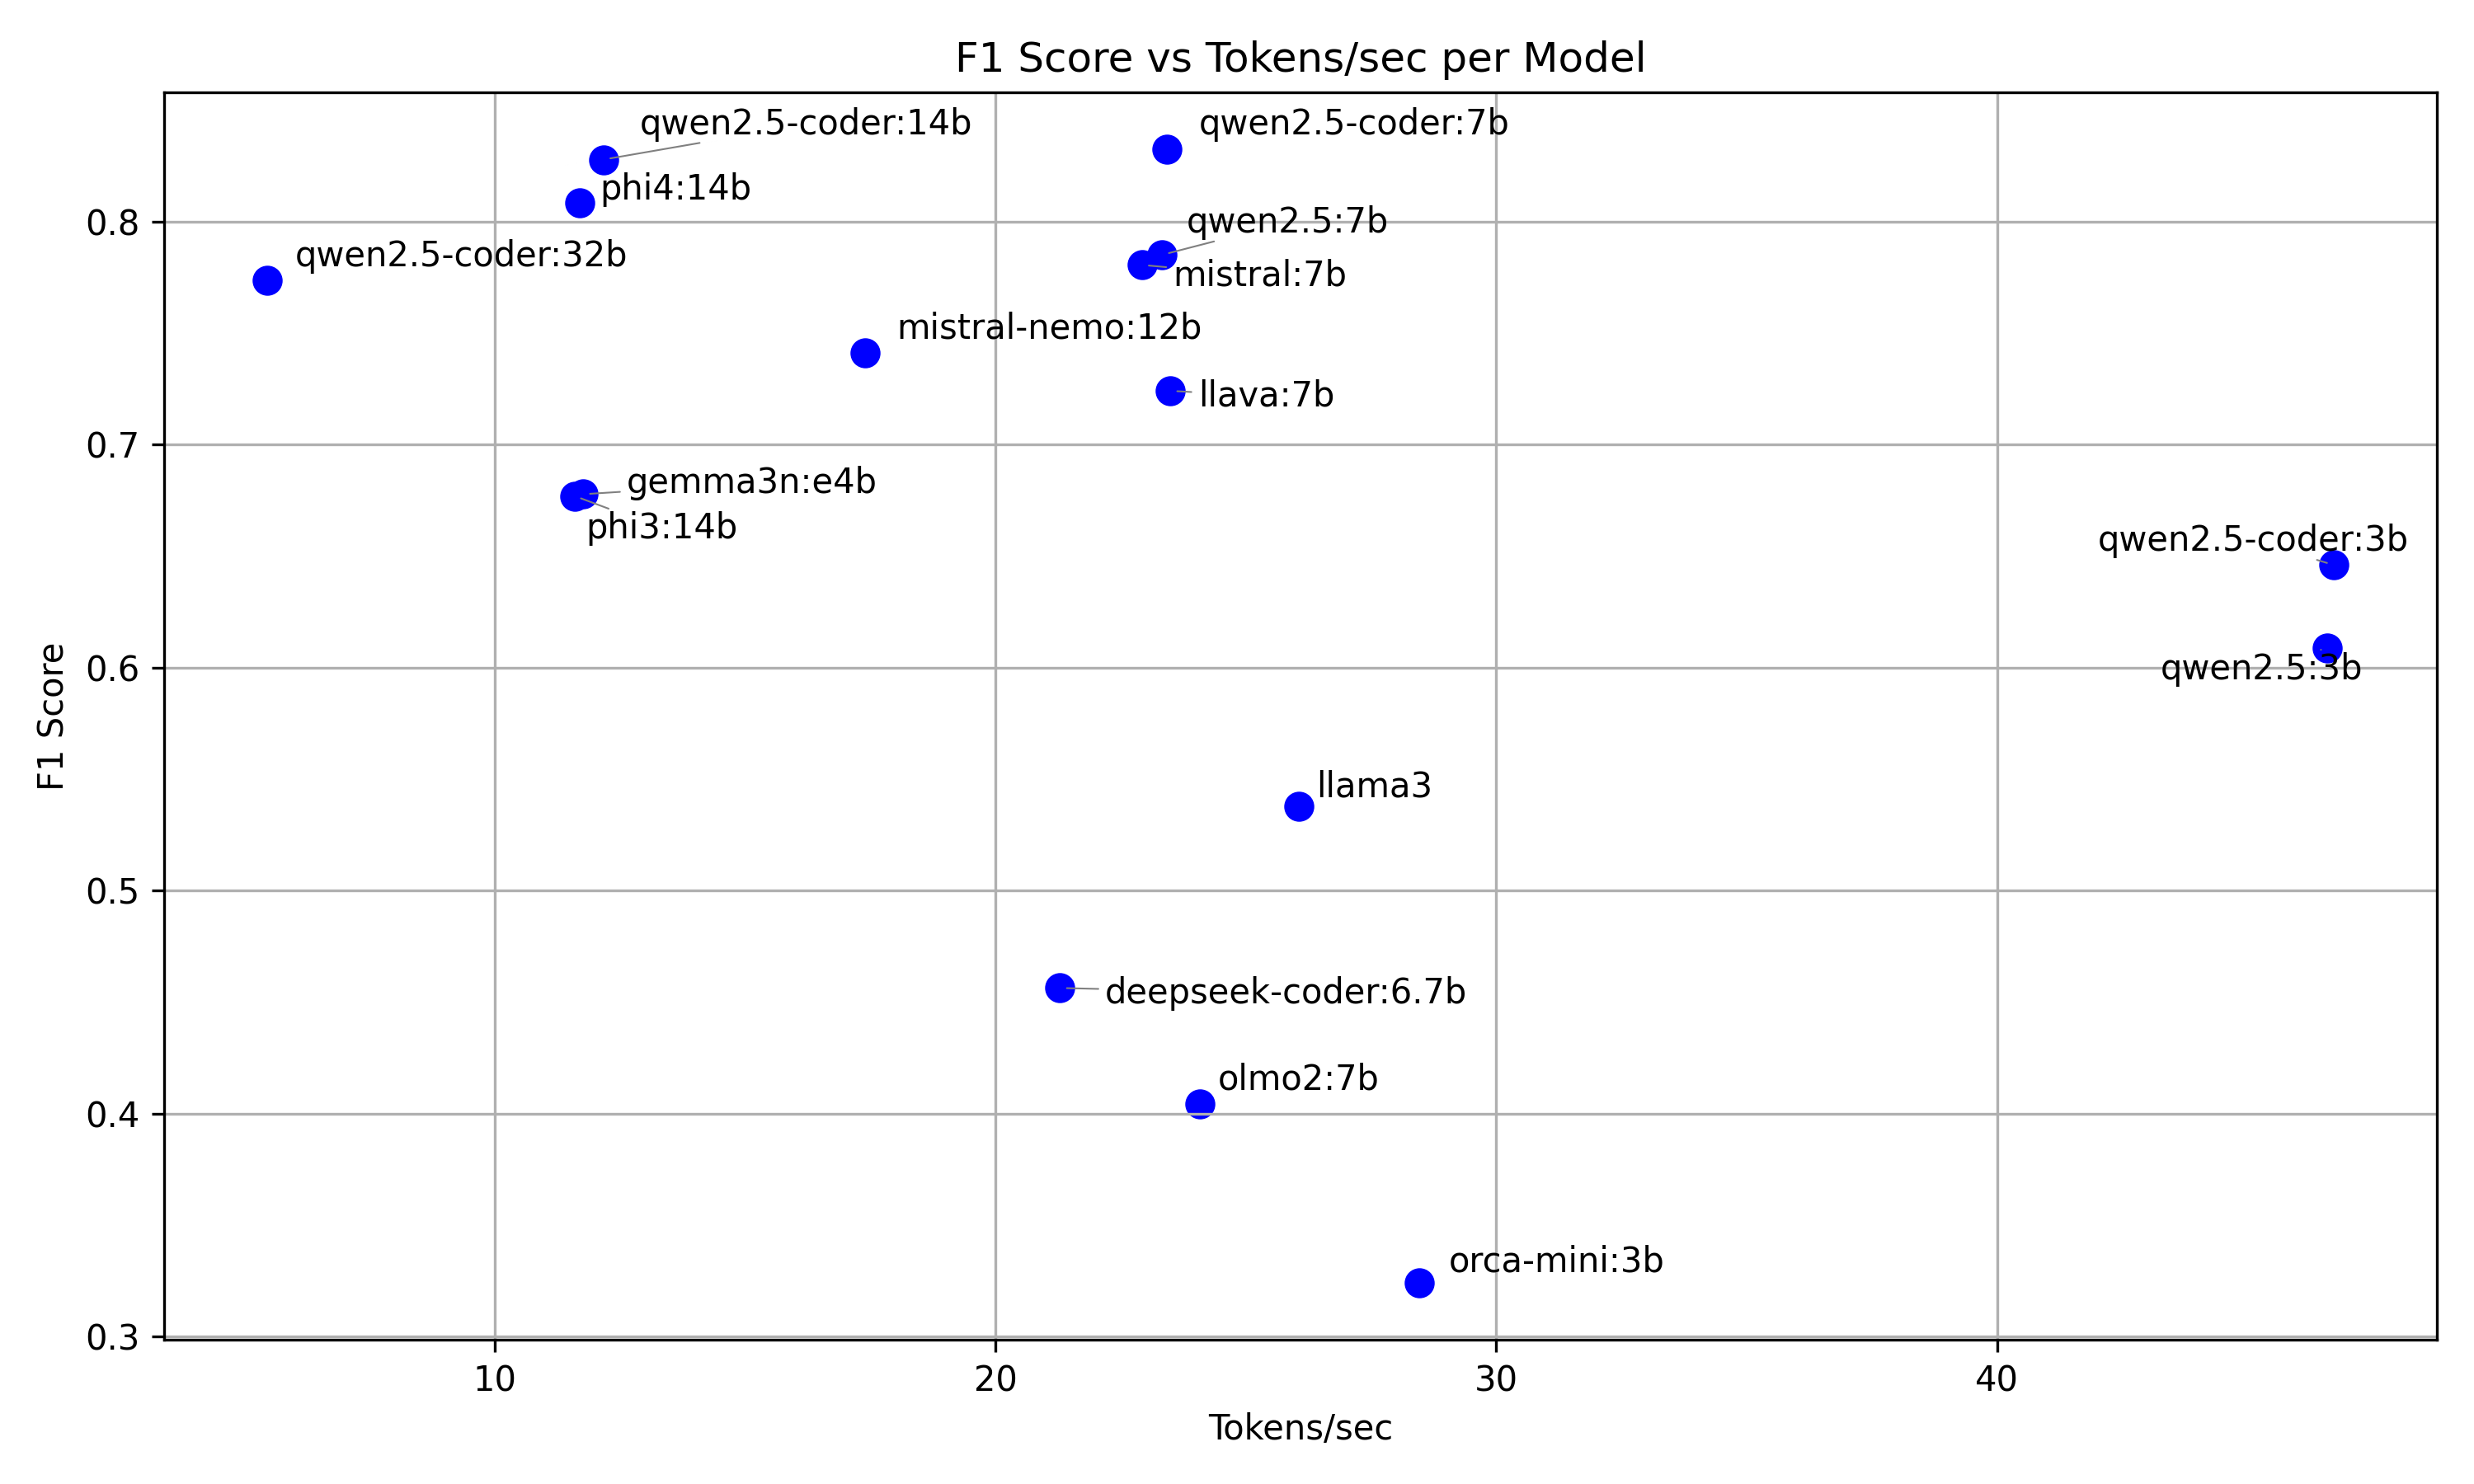 F1 Score vs Tokens/sec per Model
qwen2.5-coder:14b
qwen2.5-coder:7b
phi4:14b
qwen2.5:7b
qwen2.5-coder:32b
mistral:7b
mistral-nemo:12b
llava:7b
gemma3n:e4b
phi3:14b
qwen2.5-coder:3b
qwen2.5:3b
llama3
deepseek-coder:6.7b
olmo2:7b
orca-mini:3b
F1 Score
0.8
0.7
0.6
0.5
0.4
0.3
10 20 30 40
Tokens/sec